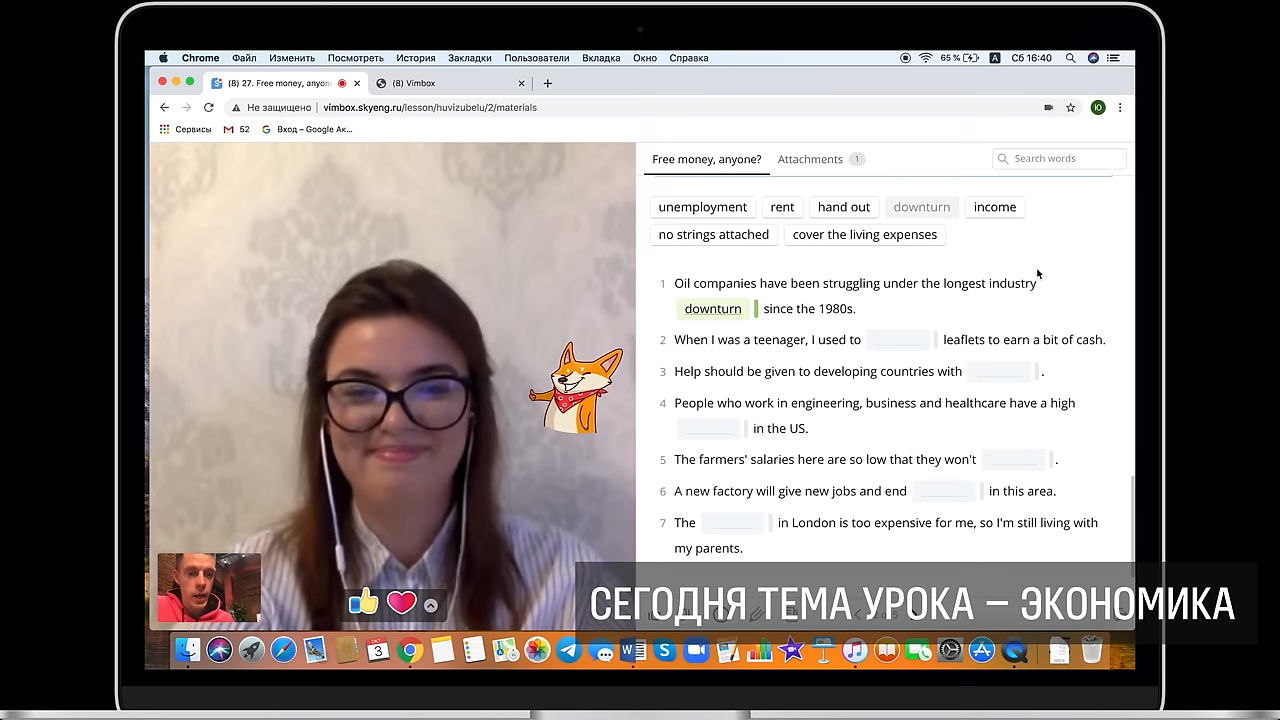 Chrome Файл Изменить Посмотреть История Закладки Пользователи Вкладка Окно Справка 65 % A Сб 16:40
(8) 27. Free money, anyon (8) Vimbox
Не защищено vimbox.skyeng.ru/lesson/huvizubelu/2/materials Ю
Сервисы 52 Вход – Google Ак...
Free money, anyone? Attachments 1 Search words
unemployment rent hand out downturn income
no strings attached cover the living expenses
1 Oil companies have been struggling under the longest industry
downturn since the 1980s.
2 When I was a teenager, I used to leaflets to earn a bit of cash.
3 Help should be given to developing countries with .
4 People who work in engineering, business and healthcare have a high
in the US.
5 The farmers' salaries here are so low that they won't .
6 A new factory will give new jobs and end in this area.
7 The in London is too expensive for me, so I'm still living with
my parents.
СЕГОДНЯ ТЕМА УРОКА – ЭКОНОМИКА
ОКТ
3